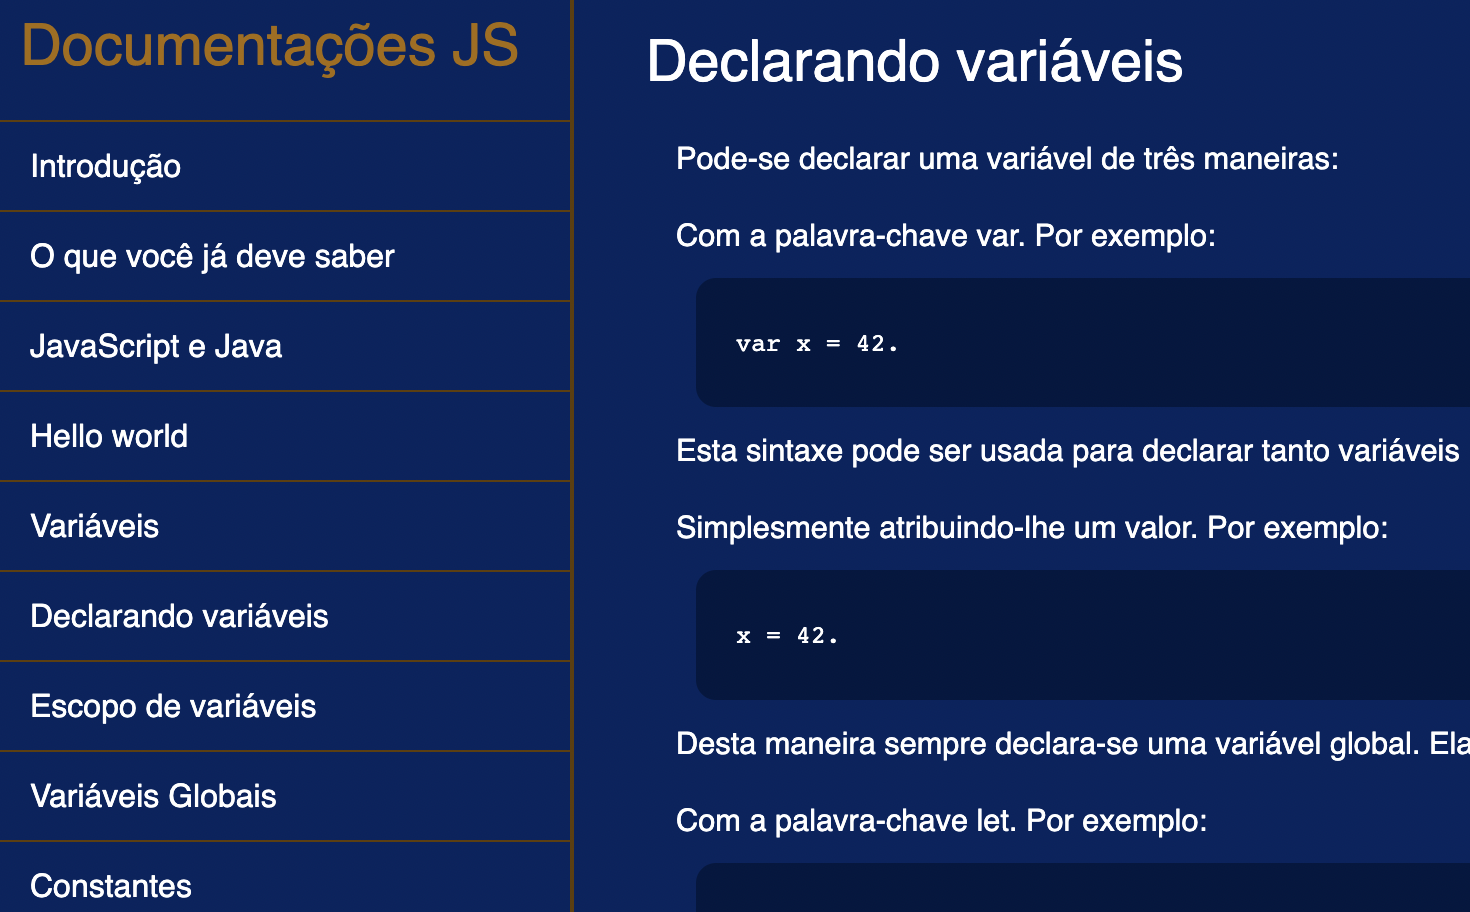 Documentações JS
Introdução
O que você já deve saber
JavaScript e Java
Hello world
Variáveis
Declarando variáveis
Escopo de variáveis
Variáveis Globais
Constantes
Declarando variáveis
Pode-se declarar uma variável de três maneiras:
Com a palavra-chave var. Por exemplo:
var x = 42.
Esta sintaxe pode ser usada para declarar tanto variáveis
Simplesmente atribuindo-lhe um valor. Por exemplo:
x = 42.
Desta maneira sempre declara-se uma variável global. Ela
Com a palavra-chave let. Por exemplo: